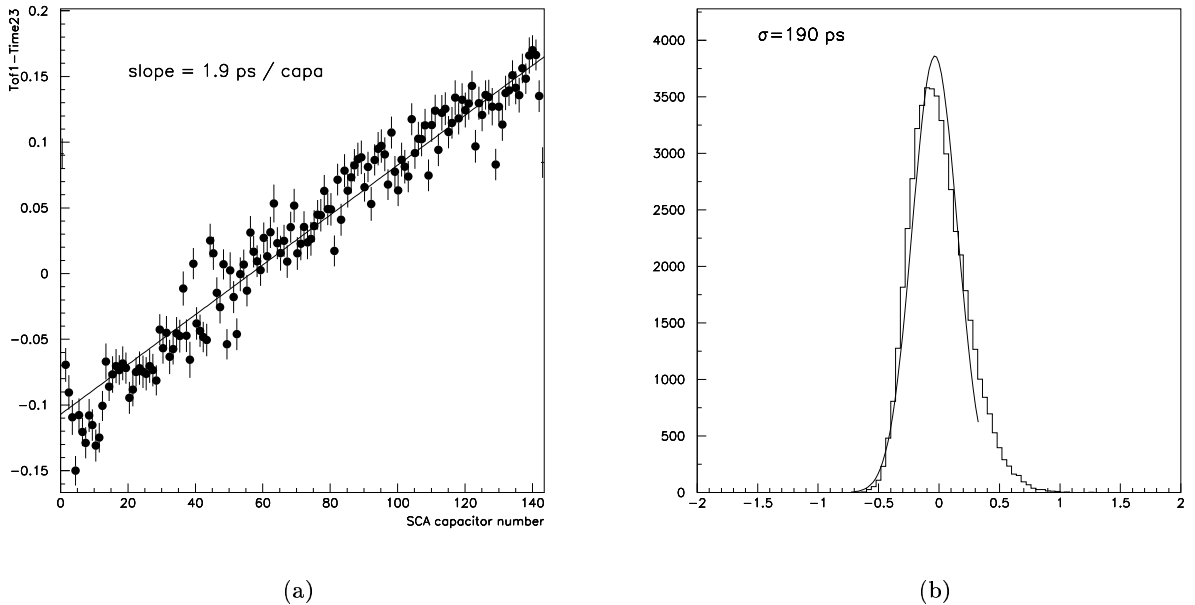 Tof1-Time23
0.2
0.15
0.1
0.05
0
-0.05
-0.1
-0.15
slope = 1.9 ps / capa
0 20 40 60 80 100 120 140
SCA capacitor number
(a)
σ=190 ps
4000
3500
3000
2500
2000
1500
1000
500
0
-2 -1.5 -1 -0.5 0 0.5 1 1.5 2
(b)